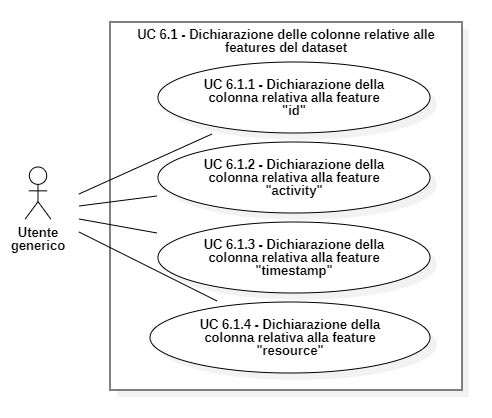 UC 6.1 - Dichiarazione delle colonne relative alle
features del dataset
UC 6.1.1 - Dichiarazione della
colonna relativa alla feature
"id"
UC 6.1.2 - Dichiarazione della
colonna relativa alla feature
"activity"
Utente
generico
UC 6.1.3 - Dichiarazione della
colonna relativa alla feature
"timestamp"
UC 6.1.4 - Dichiarazione della
colonna relativa alla feature
"resource"